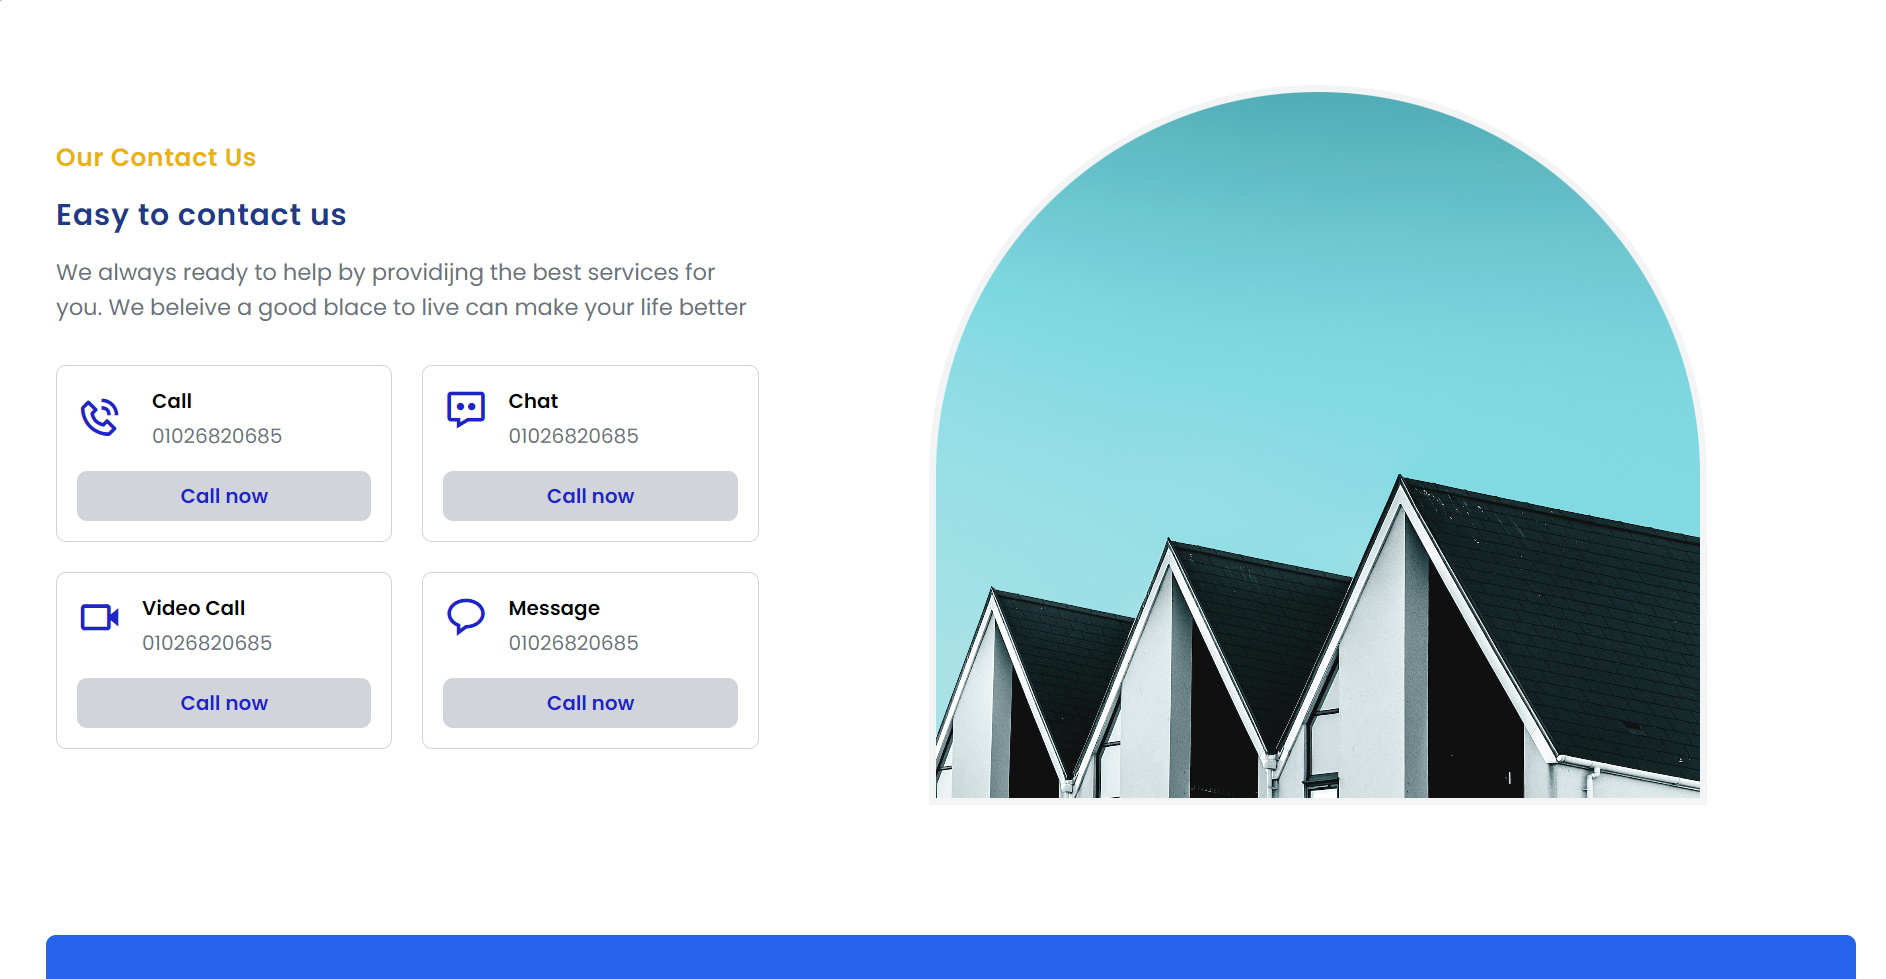 Our Contact Us
Easy to contact us
We always ready to help by providijng the best services for
you. We beleive a good blace to live can make your life better
Call
01026820685
Call now
Chat
01026820685
Call now
Video Call
01026820685
Call now
Message
01026820685
Call now